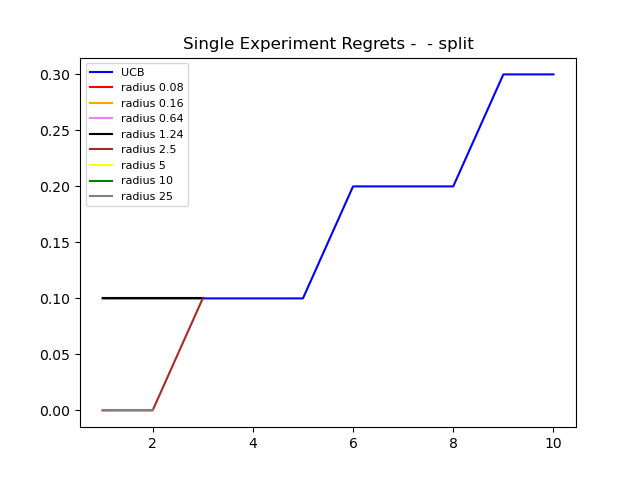 Single Experiment Regrets -  - split
UCB
radius 0.08
radius 0.16
radius 0.64
radius 1.24
radius 2.5
radius 5
radius 10
radius 25
0.30
0.25
0.20
0.15
0.10
0.05
0.00
2 4 6 8 10